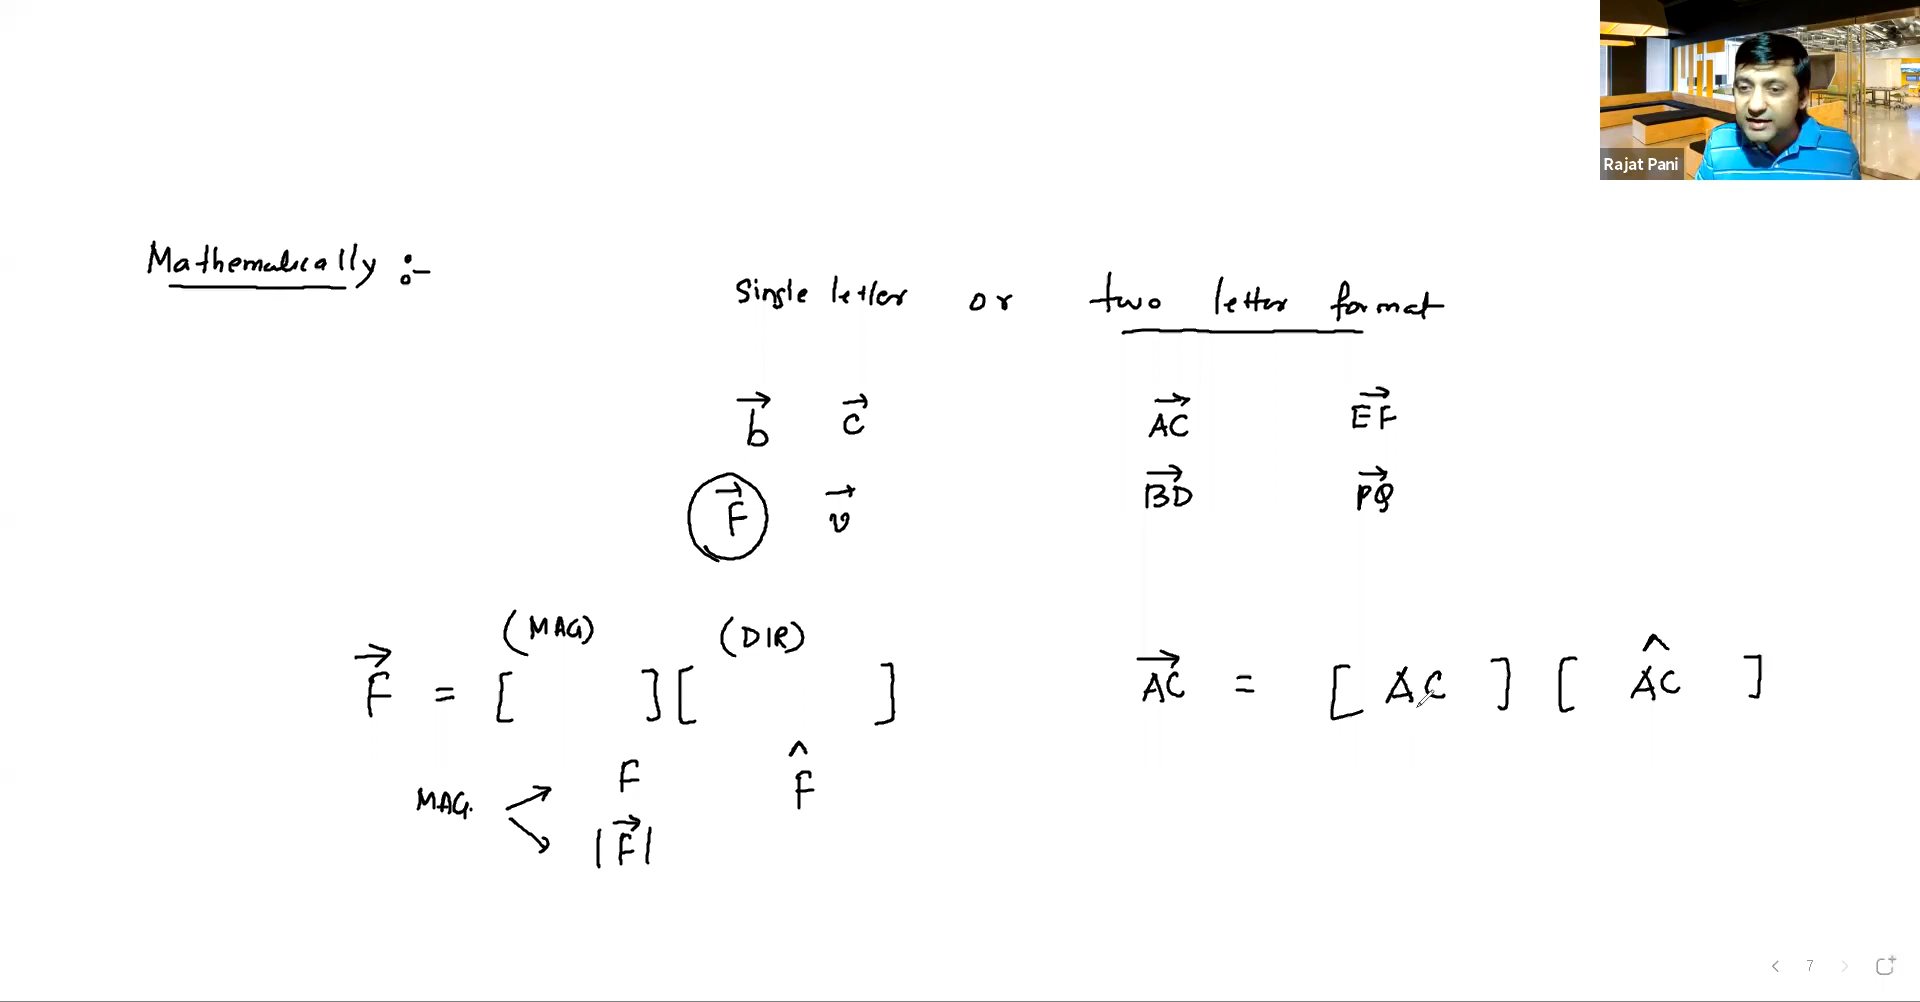 Rajat Pani
Mathematically :-
Single letter or two letter format
→b →c →AC →EF
→F →v →BD →PQ
(MAG) (DIR)
→F = [ ] [ ] →AC = [ AC ] [ ^AC ]
F ^F
MAG.
|→F|
7